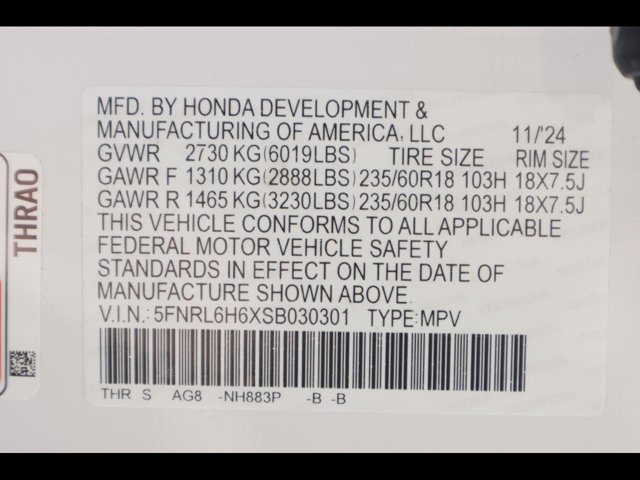 MFD. BY HONDA DEVELOPMENT &
MANUFACTURING OF AMERICA, LLC 11/'24
GVWR 2730 KG(6019LBS) TIRE SIZE RIM SIZE
GAWR F 1310 KG(2888LBS) 235/60R18 103H 18X7.5J
GAWR R 1465 KG(3230LBS) 235/60R18 103H 18X7.5J
THIS VEHICLE CONFORMS TO ALL APPLICABLE
FEDERAL MOTOR VEHICLE SAFETY
STANDARDS IN EFFECT ON THE DATE OF
MANUFACTURE SHOWN ABOVE.
V.I.N.: 5FNRL6H6XSB030301 TYPE:MPV
THR S AG8 -NH883P -B -B
THRAO